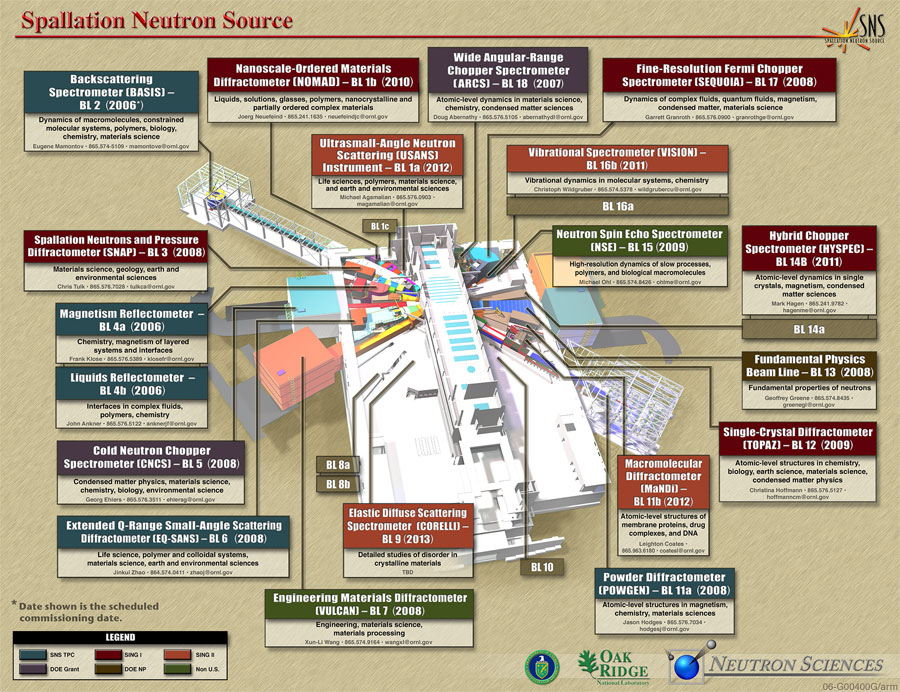 Spallation Neutron Source
SNS
SPALLATION NEUTRON SOURCE
Backscattering
Spectrometer (BASIS) –
BL 2 (2006*)
Dynamics of macromolecules, constrained
molecular systems, polymers, biology,
chemistry, materials science
Eugene Mamontov • 865.574-5109 • mamontove@ornl.gov
Nanoscale-Ordered Materials
Diffractometer (NOMAD) – BL 1b (2010)
Liquids, solutions, glasses, polymers, nanocrystalline and
partially ordered complex materials
Joerg Neuefeind • 865.241.1635 • neuefeindjc@ornl.gov
Wide Angular-Range
Chopper Spectrometer
(ARCS) – BL 18 (2007)
Atomic-level dynamics in materials science,
chemistry, condensed matter sciences
Doug Abernathy • 865.576.5105 • abernathydl@ornl.gov
Fine-Resolution Fermi Chopper
Spectrometer (SEQUOIA) – BL 17 (2008)
Dynamics of complex fluids, quantum fluids, magnetism,
condensed matter, materials science
Garrett Granroth • 865.576.0900 • granrothge@ornl.gov
Ultrasmall-Angle Neutron
Scattering (USANS)
Instrument – BL 1a (2012)
Life sciences, polymers, materials science,
and earth and environmental sciences
Michael Agamalian • 865.576.0903 •
magamalian@ornl.gov
Vibrational Spectrometer (VISION) –
BL 16b (2011)
Vibrational dynamics in molecular systems, chemistry
Christoph Wildgruber • 865.574.5378 • wildgrubercu@ornl.gov
BL 16a
BL 1c
Spallation Neutrons and Pressure
Diffractometer (SNAP) – BL 3 (2008)
Materials science, geology, earth and
environmental sciences
Chris Tulk • 865.576.7028 • tulkca@ornl.gov
Neutron Spin Echo Spectrometer
(NSE) – BL 15 (2009)
High-resolution dynamics of slow processes,
polymers, and biological macromolecules
Michael Ohl • 865.574.8426 • ohlme@ornl.gov
Hybrid Chopper
Spectrometer (HYSPEC) –
BL 14B (2011)
Atomic-level dynamics in single
crystals, magnetism, condensed
matter sciences
Mark Hagen • 865.241.9782 •
hagenme@ornl.gov
BL 14a
Magnetism Reflectometer –
BL 4a (2006)
Chemistry, magnetism of layered
systems and interfaces
Frank Klose • 865.576.5389 • klosefr@ornl.gov
Liquids Reflectometer –
BL 4b (2006)
Interfaces in complex fluids,
polymers, chemistry
John Ankner • 865.576.5122 • anknerjf@ornl.gov
Fundamental Physics
Beam Line – BL 13 (2008)
Fundamental properties of neutrons
Geoffrey Greene • 865.574.8435 •
greenegl@ornl.gov
Cold Neutron Chopper
Spectrometer (CNCS) – BL 5 (2008)
Condensed matter physics, materials science,
chemistry, biology, environmental science
Georg Ehlers • 865.576.3511 • ehlersg@ornl.gov
Single-Crystal Diffractometer
(TOPAZ) – BL 12 (2009)
Atomic-level structures in chemistry,
biology, earth science, materials science,
condensed matter physics
Christina Hoffmann • 865.576.5127 •
hoffmanncm@ornl.gov
BL 8a
BL 8b
Macromolecular
Diffractometer
(MaNDi) –
BL 11b (2012)
Atomic-level structures of
membrane proteins, drug
complexes, and DNA
Leighton Coates •
865.963.6180 • coatesl@ornl.gov
Extended Q-Range Small-Angle Scattering
Diffractometer (EQ-SANS) – BL 6 (2008)
Life science, polymer and colloidal systems,
materials science, earth and environmental sciences
Jinkui Zhao • 864.574.0411 • zhaoj@ornl.gov
Elastic Diffuse Scattering
Spectrometer (CORELLI) –
BL 9 (2013)
Detailed studies of disorder in
crystalline materials
TBD
BL 10
Powder Diffractometer
(POWGEN) – BL 11a (2008)
Atomic-level structures in magnetism,
chemistry, materials sciences
Jason Hodges • 865.576.7034 •
hodgesj@ornl.gov
Engineering Materials Diffractometer
(VULCAN) – BL 7 (2008)
Engineering, materials science,
materials processing
Xun-Li Wang • 865.574.9164 • wangxl@ornl.gov
* Date shown is the scheduled
commissioning date.
LEGEND
SNS TPC
SING I
SING II
DOE Grant
DOE NP
Non U.S.
OAK
RIDGE
National Laboratory
NEUTRON SCIENCES
06-G00400G/arm